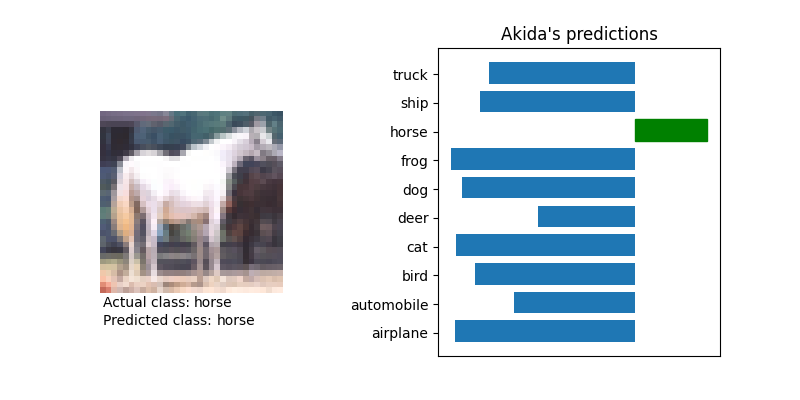 Akida's predictions
truck
ship
horse
frog
dog
deer
cat
bird
automobile
airplane
Actual class: horse
Predicted class: horse